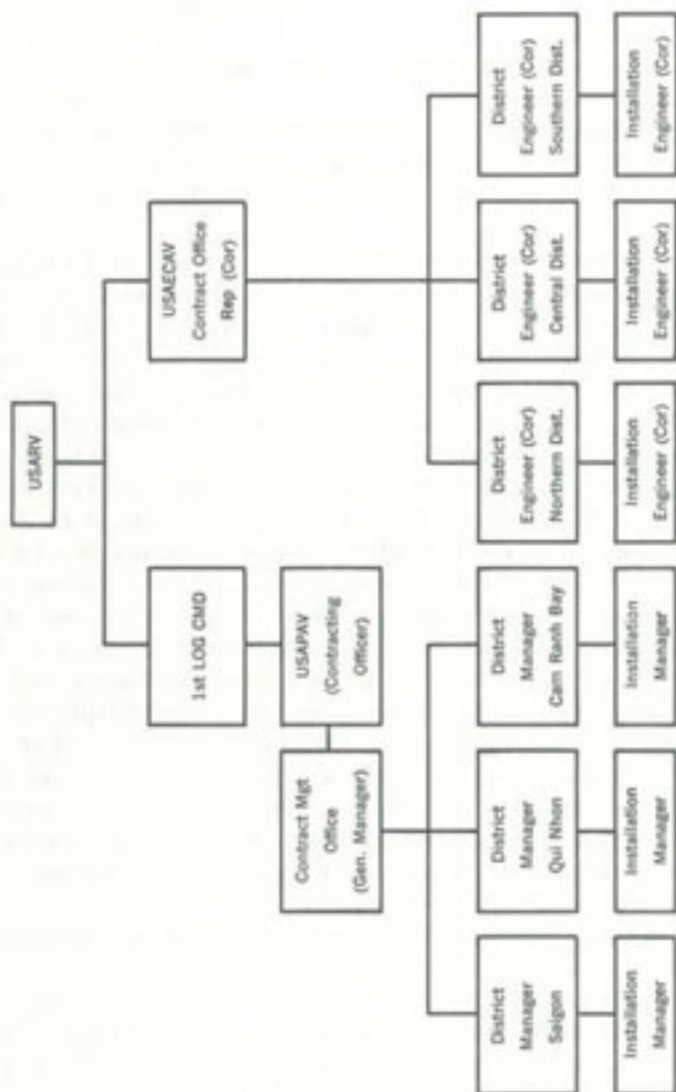 USARV
1st LOG CMD
USAECAV
Contract Office
Rep (Cor)
Contract Mgt
Office
(Gen. Manager)
USAPAV
(Contracting
Officer)
District
Manager
Saigon
District
Manager
Qui Nhon
District
Manager
Cam Ranh Bay
District
Engineer (Cor)
Northern Dist.
District
Engineer (Cor)
Central Dist.
District
Engineer (Cor)
Southern Dist.
Installation
Manager
Installation
Manager
Installation
Manager
Installation
Engineer (Cor)
Installation
Engineer (Cor)
Installation
Engineer (Cor)